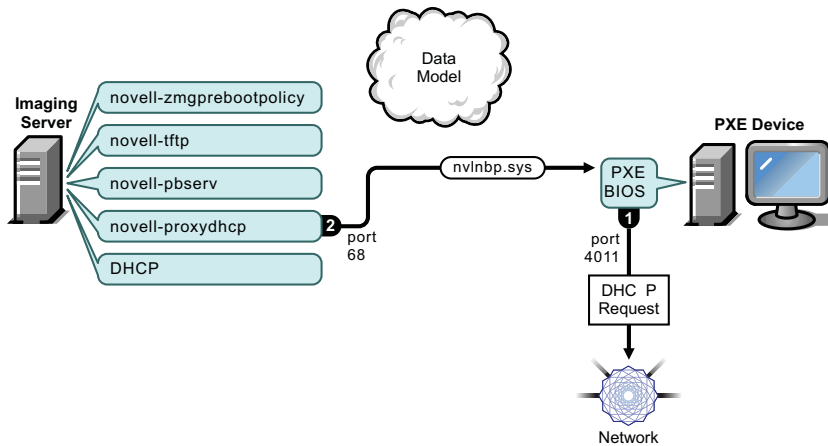 Data
Model
Imaging
Server
novell-zmgprebootpolicy
novell-tftp
novell-pbserv
novell-proxydhcp
DHCP
2
port
68
nvlnbp.sys
PXE
BIOS
1
PXE Device
port
4011
DHC P
Request
Network